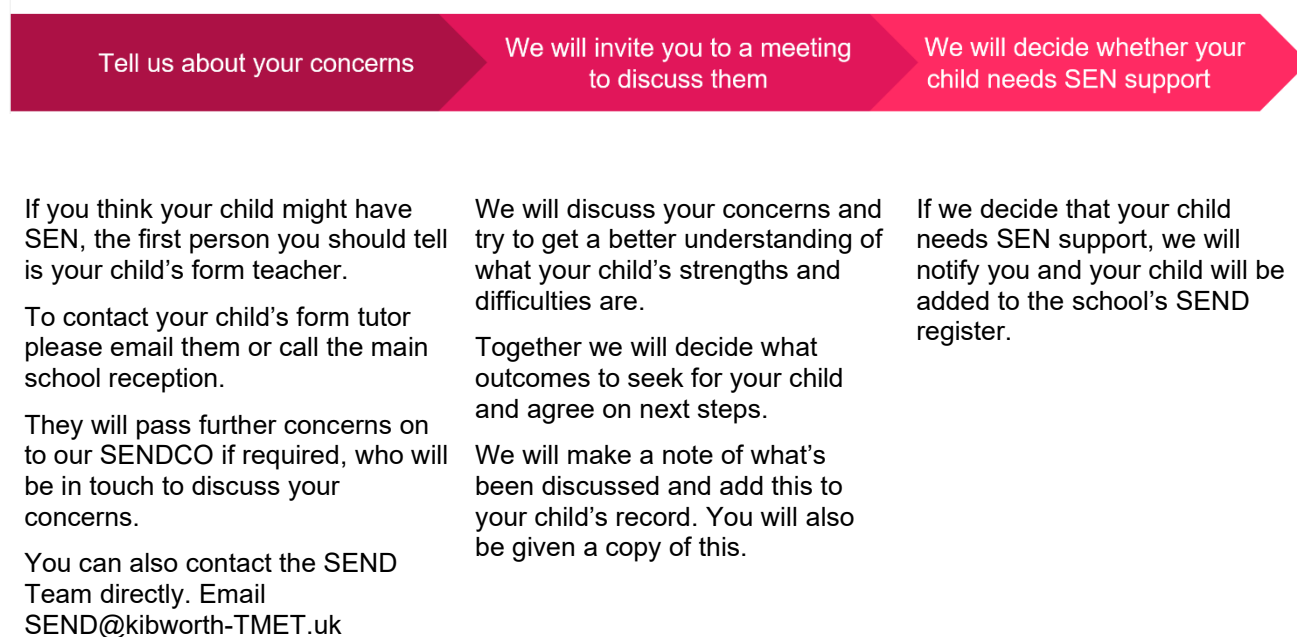 Tell us about your concerns
We will invite you to a meeting
to discuss them
We will decide whether your
child needs SEN support
If you think your child might have
SEN, the first person you should tell
is your child’s form teacher.
To contact your child’s form tutor
please email them or call the main
school reception.
They will pass further concerns on
to our SENDCO if required, who will
be in touch to discuss your
concerns.
You can also contact the SEND
Team directly. Email
SEND@kibworth-TMET.uk
We will discuss your concerns and
try to get a better understanding of
what your child’s strengths and
difficulties are.
Together we will decide what
outcomes to seek for your child
and agree on next steps.
We will make a note of what’s
been discussed and add this to
your child’s record. You will also
be given a copy of this.
If we decide that your child
needs SEN support, we will
notify you and your child will be
added to the school’s SEND
register.